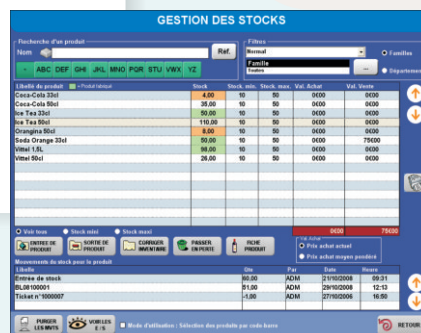 GESTION DES STOCKS
Recherche d'un produit
Nom
Réf.
ABC DEF GHI JKL MNO PQR STU VWX YZ
Filtres
Normal
Famille
Toutes
...
Familles
Départements
Libellé du produit = Produit fabriqué Stock Stock. min. Stock. max. Val. Achat Val. Vente
Coca-Cola 33cl 4,00 10 50 0€00 0€00
Coca-Cola 50cl 35,00 10 50 0€00 0€00
Ice Tea 33cl 50,00 10 50 0€00 0€00
Ice Tea 50cl 110,00 10 50 0€00 0€00
Orangina 50cl 8,00 10 50 0€00 0€00
Soda Orange 33cl 50,00 10 50 0€00 75€00
Vittel 1,5L 98,00 10 50 0€00 0€00
Vittel 50cl 26,00 10 50 0€00 0€00
0€00 75€00
Voir tous Stock mini Stock maxi
ENTREE DE PRODUIT
SORTIE DE PRODUIT
CORRIGER INVENTAIRE
PASSER EN PERTE
FICHE PRODUIT
Val. Achat
Prix achat actuel
Prix achat moyen pondéré
Mouvements du stock pour le produit
Libellé Qte Par Date Heure
Entrée de stock 60,00 ADM 21/10/2008 09:31
BL08100001 51,00 ADM 29/10/2008 12:13
Ticket n°1000007 -1,00 ADM 27/10/2008 16:50
PURGER LES MVTS
VOIR LES E / S
Mode d'utilisation : Sélection des produits par code-barre
RETOUR